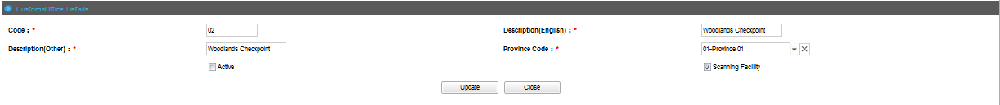 CustomsOffice Details
Code : * 02 Description(English) : * Woodlands Checkpoint
Description(Other) : * Woodlands Checkpoint Province Code : * 01-Province 01
Active Scanning Facility
Update Close